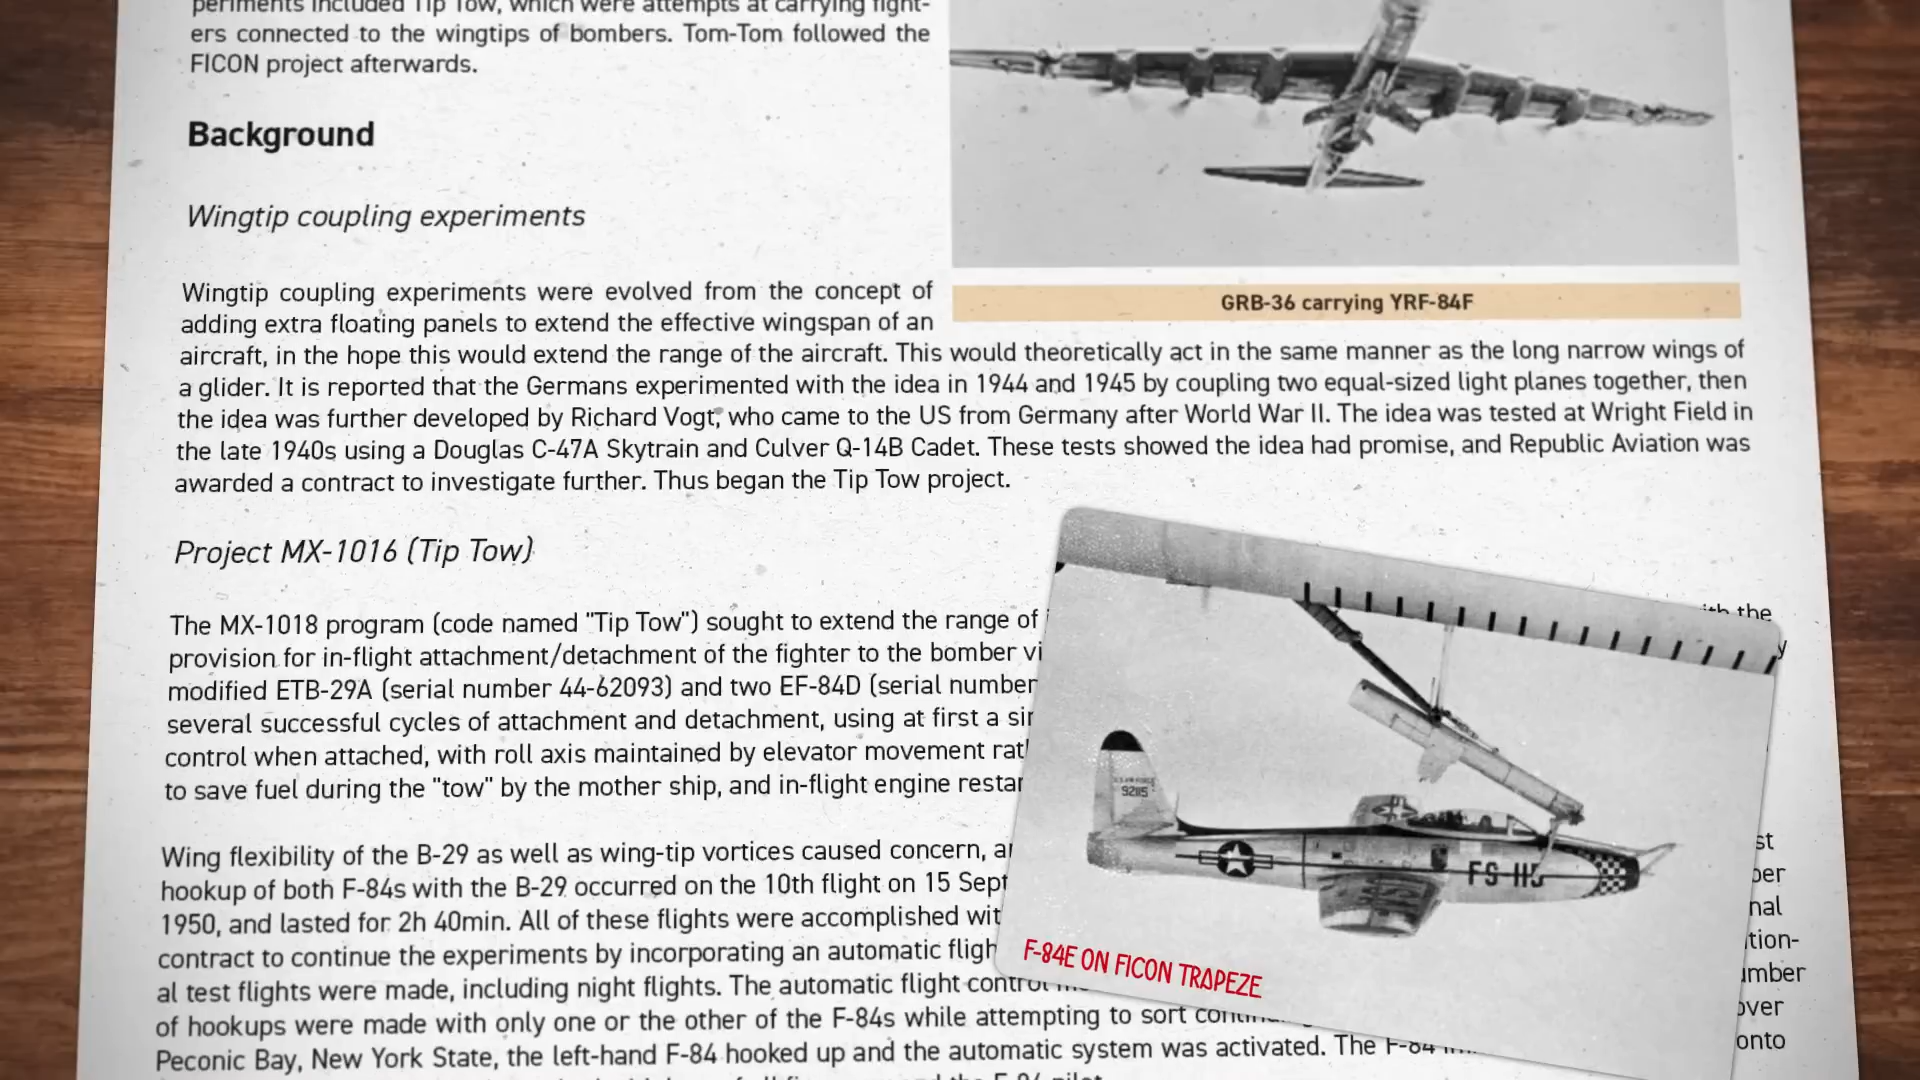 periments included Tip Tow, which were attempts at carrying fight-
ers connected to the wingtips of bombers. Tom-Tom followed the
FICON project afterwards.
Background
Wingtip coupling experiments
GRB-36 carrying YRF-84F
Wingtip coupling experiments were evolved from the concept of
adding extra floating panels to extend the effective wingspan of an
aircraft, in the hope this would extend the range of the aircraft. This would theoretically act in the same manner as the long narrow wings of
a glider. It is reported that the Germans experimented with the idea in 1944 and 1945 by coupling two equal-sized light planes together, then
the idea was further developed by Richard Vogt, who came to the US from Germany after World War II. The idea was tested at Wright Field in
the late 1940s using a Douglas C-47A Skytrain and Culver Q-14B Cadet. These tests showed the idea had promise, and Republic Aviation was
awarded a contract to investigate further. Thus began the Tip Tow project.
Project MX-1016 (Tip Tow)
The MX-1018 program (code named "Tip Tow") sought to extend the range of the
provision for in-flight attachment/detachment of the fighter to the bomber
modified ETB-29A (serial number 44-62093) and two EF-84D (serial number
several successful cycles of attachment and detachment, using at first a
control when attached, with roll axis maintained by elevator movement
to save fuel during the "tow" by the mother ship, and in-flight engine
Wing flexibility of the B-29 as well as wing-tip vortices caused concern, st
hookup of both F-84s with the B-29 occurred on the 10th flight on 15 Sept ber
1950, and lasted for 2h 40min. All of these flights were accomplished nal
contract to continue the experiments by incorporating an automatic tion-
al test flights were made, including night flights. The automatic flight control umber
of hookups were made with only one or the other of the F-84s while attempting to sort over
Peconic Bay, New York State, the left-hand F-84 hooked up and the automatic system was activated. The F-84 onto
92115
FS-115
F-84E ON FICON TRAPEZE